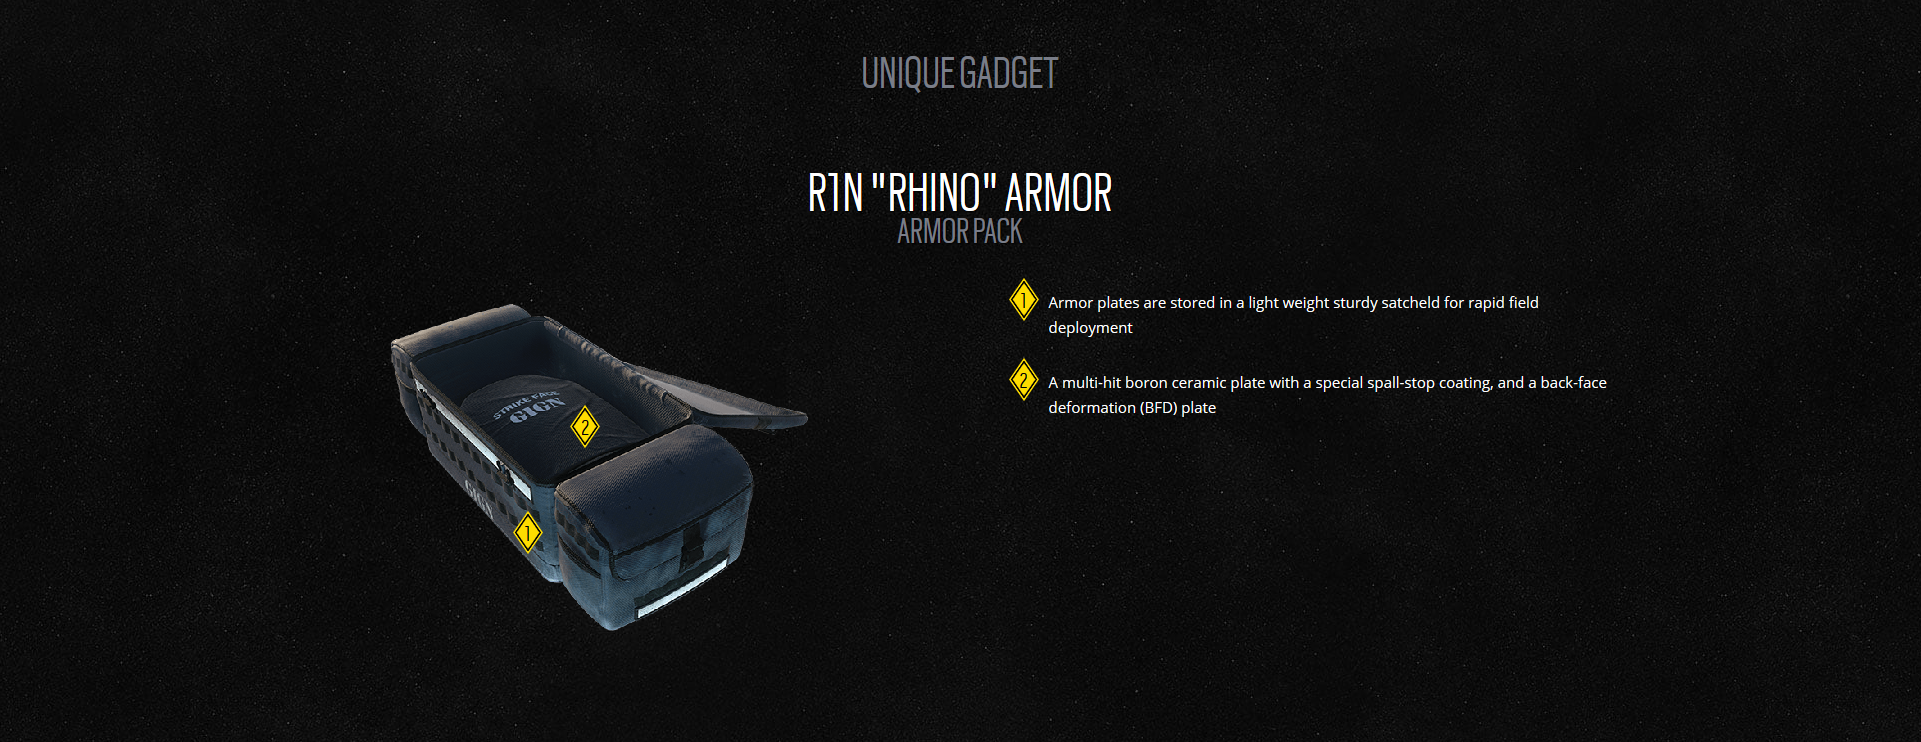 UNIQUE GADGET
R1N "RHINO" ARMOR
ARMOR PACK
1
Armor plates are stored in a light weight sturdy satcheld for rapid field
deployment
2
A multi-hit boron ceramic plate with a special spall-stop coating, and a back-face
deformation (BFD) plate
STRIKE FACE
GIGN
2
GIGN
1